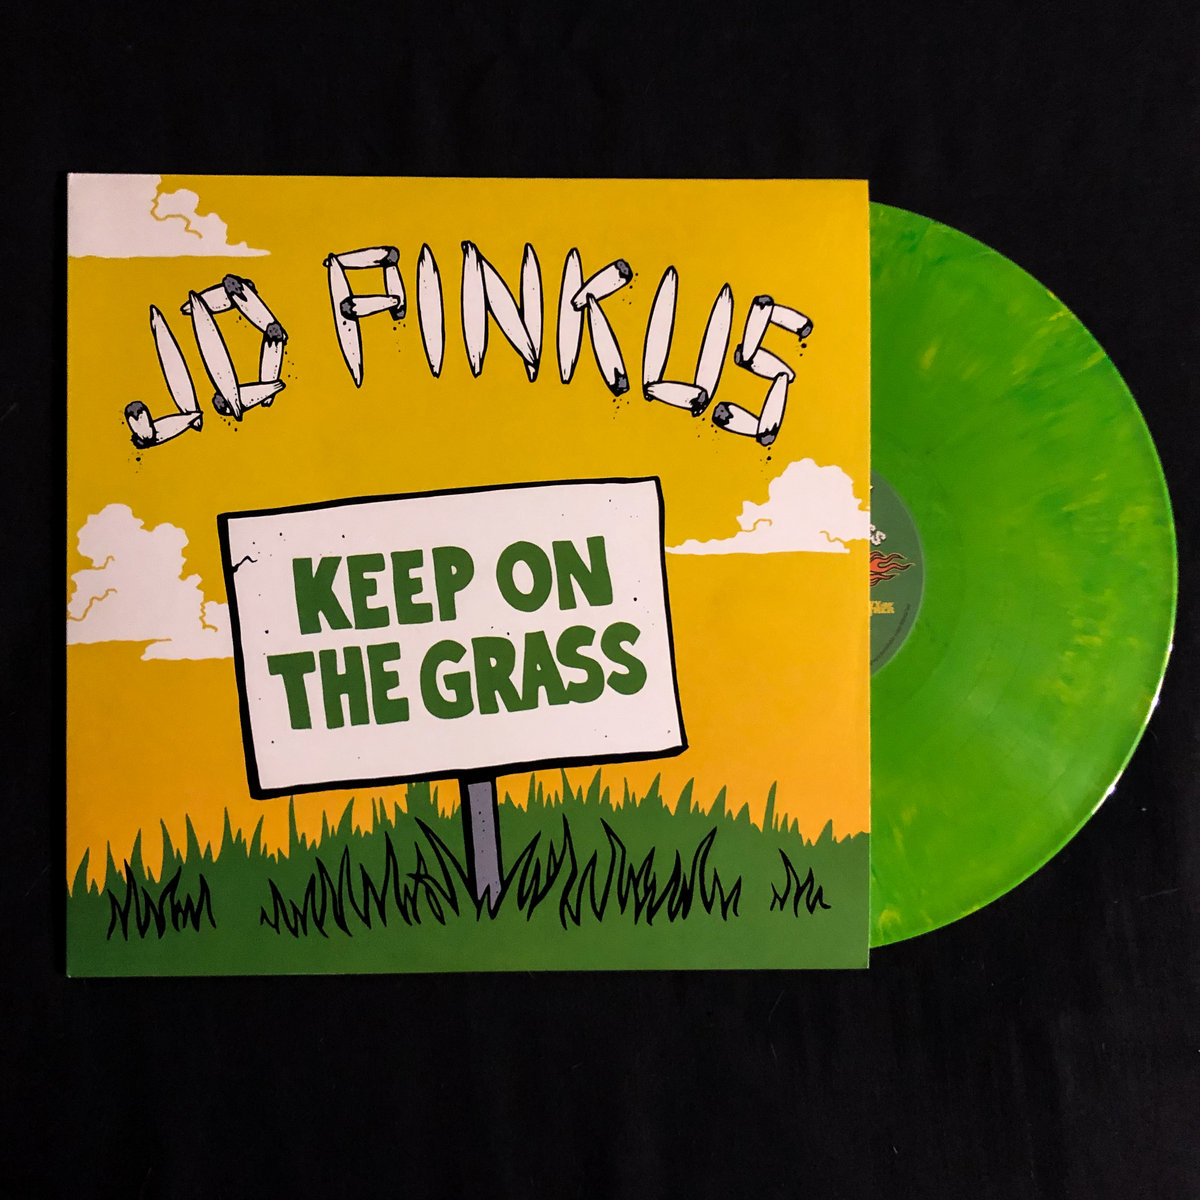 JD PINKUS
KEEP ON
THE GRASS